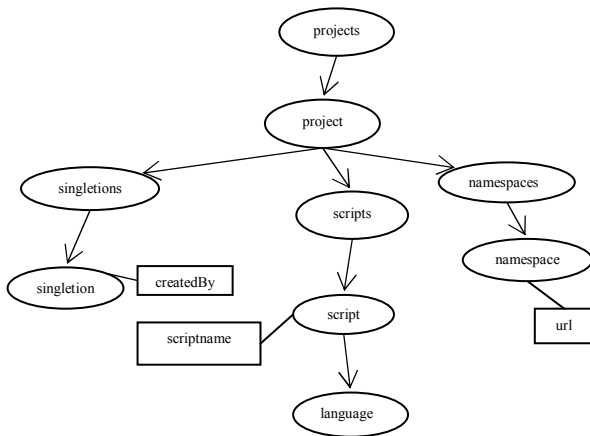 projects
project
singletions
namespaces
scripts
namespace
singletion
createdBy
script
scriptname
url
language